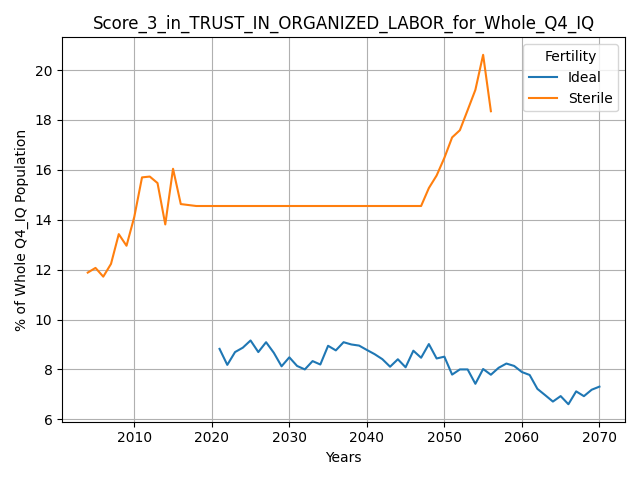 Score_3_in_TRUST_IN_ORGANIZED_LABOR_for_Whole_Q4_IQ
% of Whole Q4_IQ Population
20
18
16
14
12
10
8
6
Fertility
Ideal
Sterile
2010 2020 2030 2040 2050 2060 2070
Years